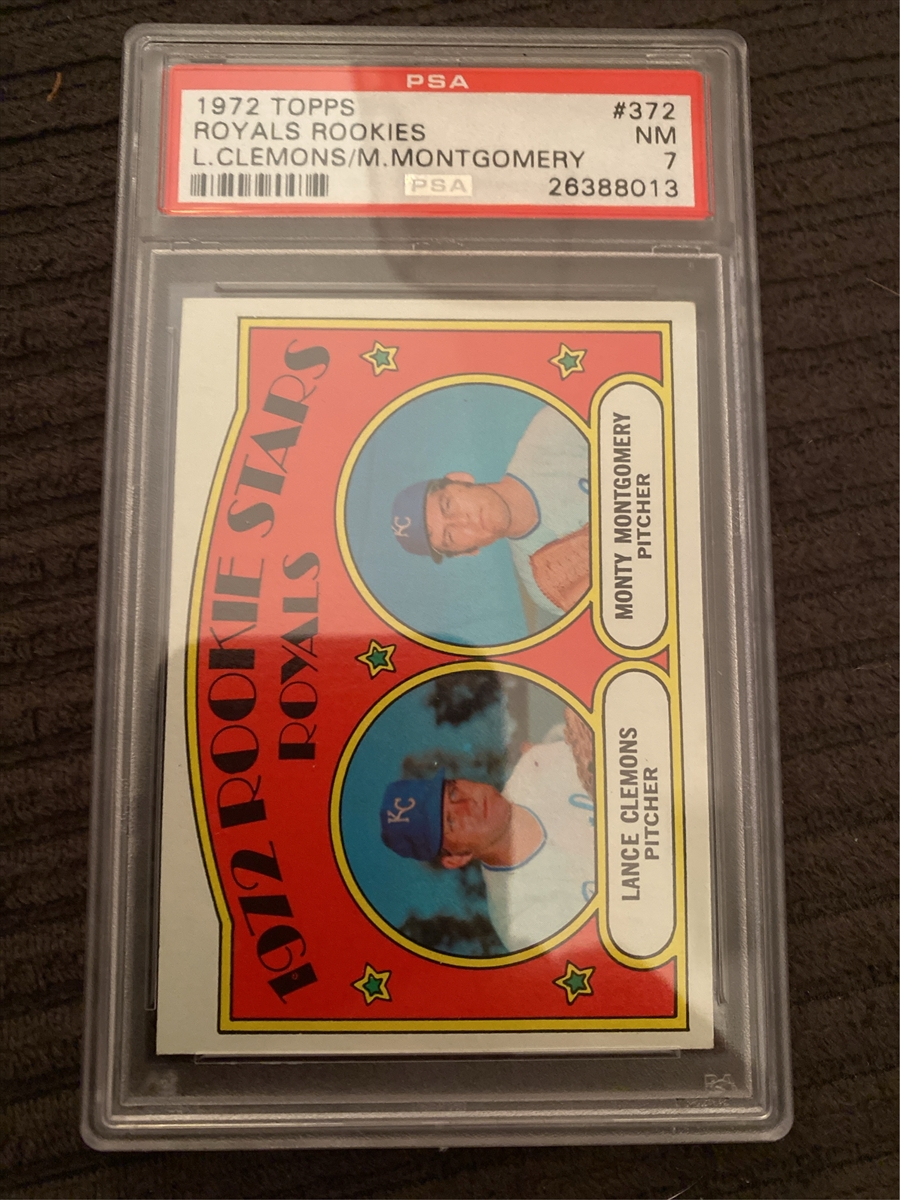 PSA
1972 TOPPS #372
ROYALS ROOKIES NM
L.CLEMONS/M.MONTGOMERY 7
PSA 26388013
1972 ROOKIE STARS
ROYALS
KC
LANCE CLEMONS
PITCHER
KC
MONTY MONTGOMERY
PITCHER
PSA